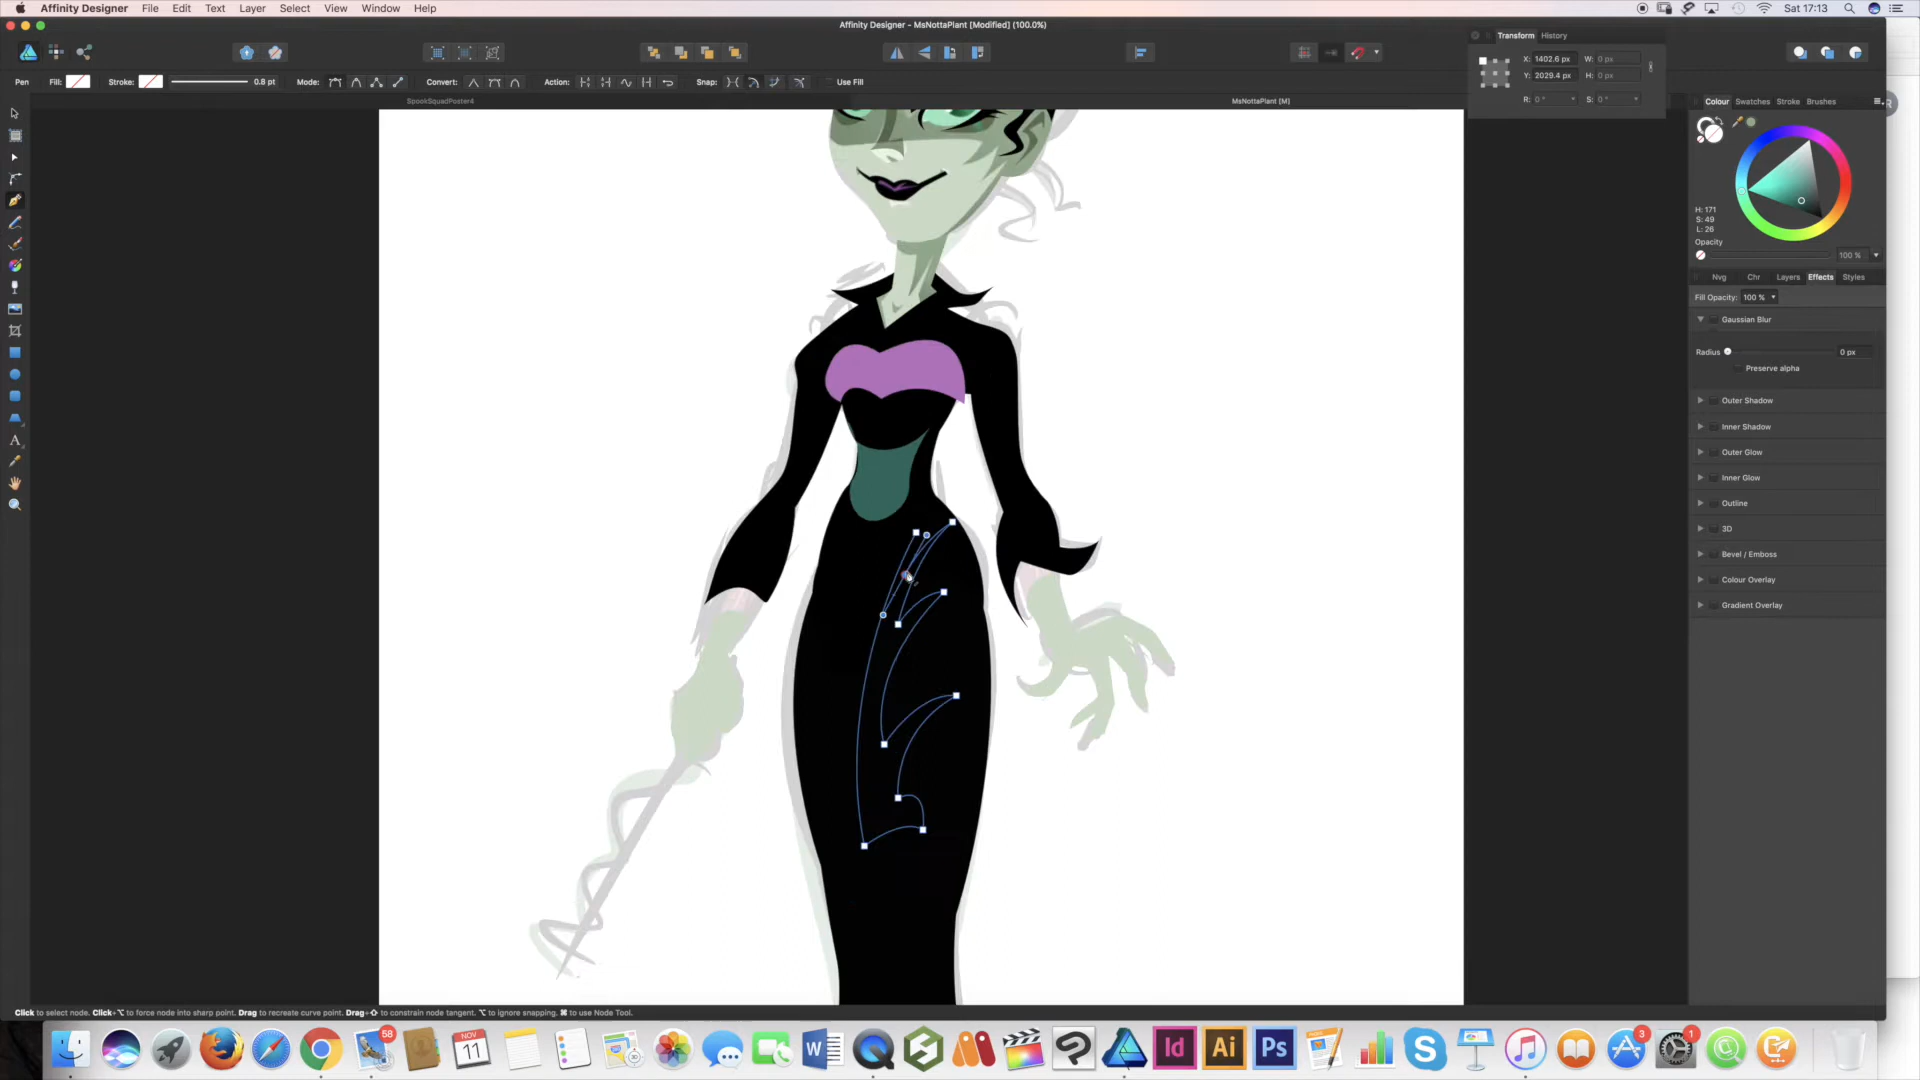 Affinity Designer File Edit Text Layer Select View Window Help Sat 17:13
Affinity Designer - MsNottaPlant [Modified] (100.0%)
Transform History
X: 1402.6 px W: 0 px
Y: 2029.4 px H: 0 px
R: 0 ° S: 0 °
Pen Fill: Stroke: 0.8 pt Mode: Convert: Action: Snap: Use Fill
SpookSquadPoster4 MsNottaPlant [M]
Colour Swatches Stroke Brushes
H: 171
S: 49
L: 26
Opacity
100 %
Nvg Chr Layers Effects Styles
Fill Opacity: 100 %
Gaussian Blur
Radius 0 px
Preserve alpha
Outer Shadow
Inner Shadow
Outer Glow
Inner Glow
Outline
3D
Bevel / Emboss
Colour Overlay
Gradient Overlay
A
Click to select node. Click+⌥ to force node into sharp point. Drag to recreate curve point. Drag+⇧ to constrain node tangent. ⌥ to ignore snapping. ⌘ to use Node Tool.
58 NOV 11 W Id Ai Ps S 3 1